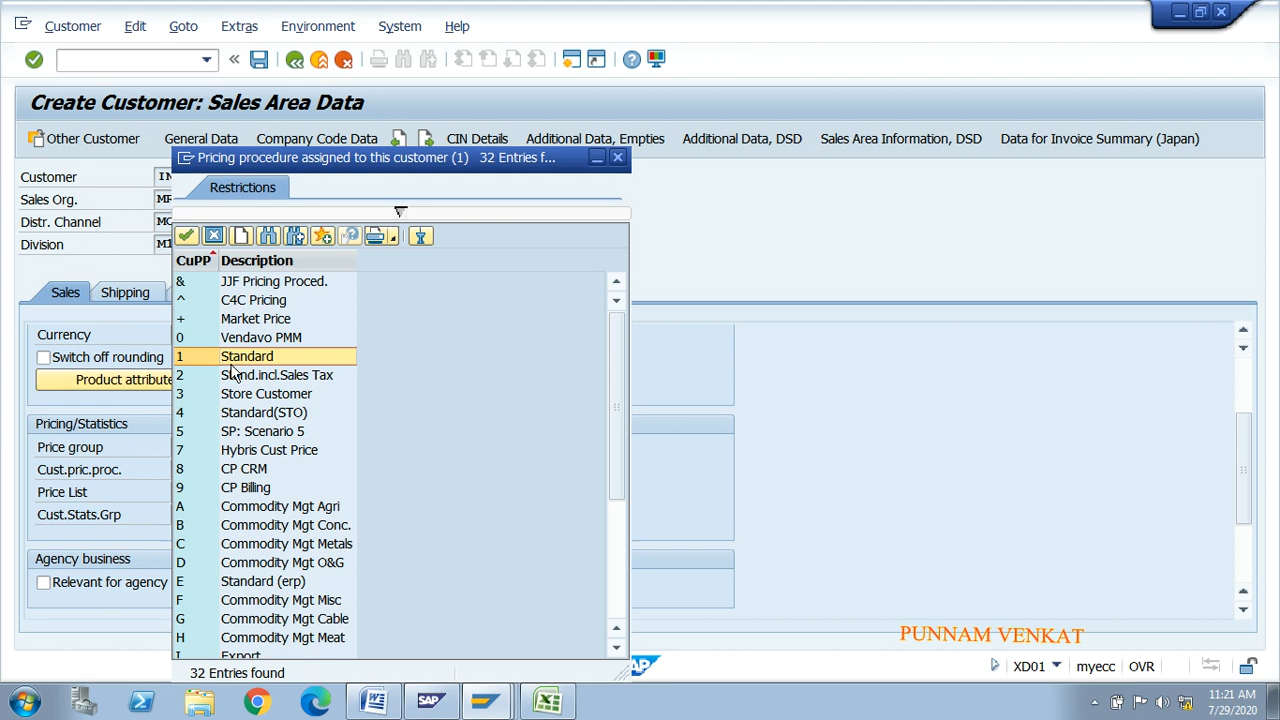 Customer Edit Goto Extras Environment System Help
Create Customer: Sales Area Data
Other Customer General Data Company Code Data CIN Details Additional Data, Empties Additional Data, DSD Sales Area Information, DSD Data for Invoice Summary (Japan)
Pricing procedure assigned to this customer (1) 32 Entries f...
Restrictions
Customer IN
Sales Org. MR
Distr. Channel MO
Division M1
Sales Shipping
Currency
Switch off rounding
Product attribute
Pricing/Statistics
Price group
Cust.pric.proc.
Price List
Cust.Stats.Grp
Agency business
Relevant for agency
CuPP Description
& JJF Pricing Proced.
^ C4C Pricing
+ Market Price
0 Vendavo PMM
1 Standard
2 Stand.incl.Sales Tax
3 Store Customer
4 Standard(STO)
5 SP: Scenario 5
7 Hybris Cust Price
8 CP CRM
9 CP Billing
A Commodity Mgt Agri
B Commodity Mgt Conc.
C Commodity Mgt Metals
D Commodity Mgt O&G
E Standard (erp)
F Commodity Mgt Misc
G Commodity Mgt Cable
H Commodity Mgt Meat
I Export
32 Entries found
PUNNAM VENKAT
SAP XD01 myecc OVR
SAP
11:21 AM
7/29/2020